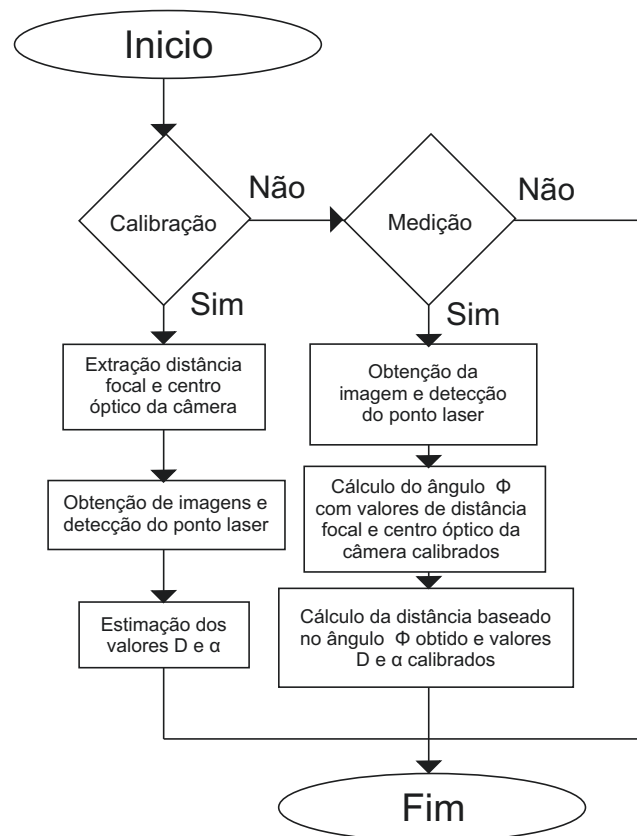 Inicio
Calibração
Não
Medição
Não
Sim
Extração distância
focal e centro
óptico da câmera
Obtenção de imagens e
detecção do ponto laser
Estimação dos
valores D e α
Sim
Obtenção da
imagem e detecção
do ponto laser
Cálculo do ângulo Φ
com valores de distância
focal e centro óptico da
câmera calibrados
Cálculo da distância baseado
no ângulo Φ obtido e valores
D e α calibrados
Fim